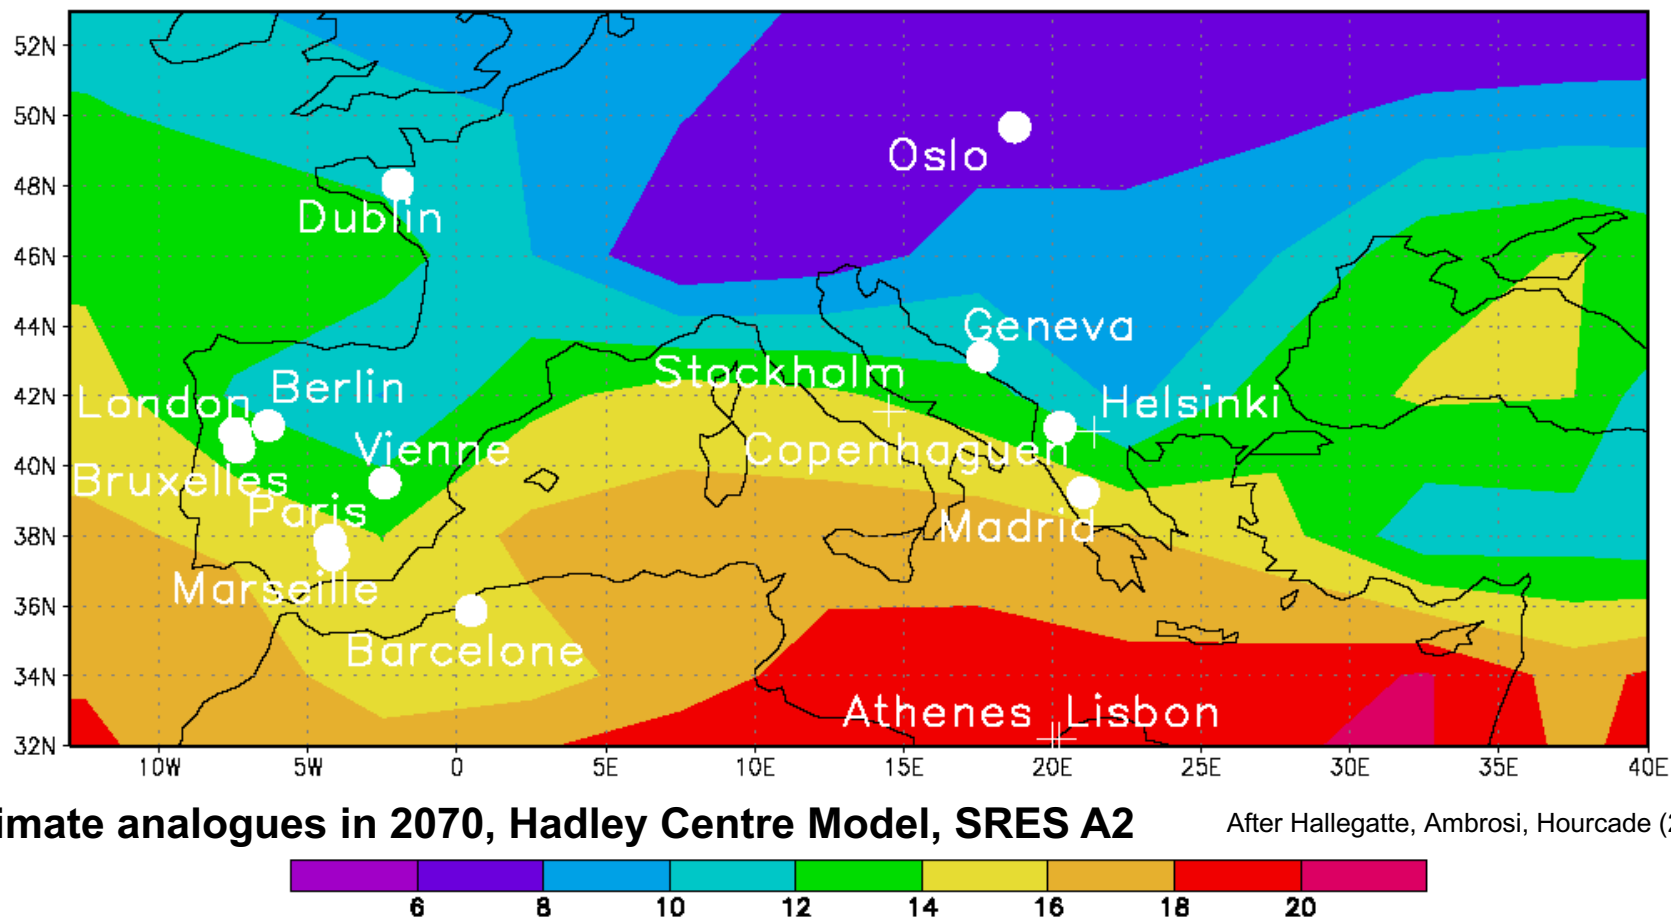 52N
50N
Oslo
48N
Dublin
46N
44N
Geneva
Stockholm
42N
Berlin
London
Helsinki
Vienne
Copenhaguen
40N
Bruxelles
Paris
Madrid
38N
Marseille
36N
Barcelone
34N
Athenes Lisbon
32N
10W 5W 0 5E 10E 15E 20E 25E 30E 35E 40E
imate analogues in 2070, Hadley Centre Model, SRES A2
After Hallegatte, Ambrosi, Hourcade (
6 8 10 12 14 16 18 20